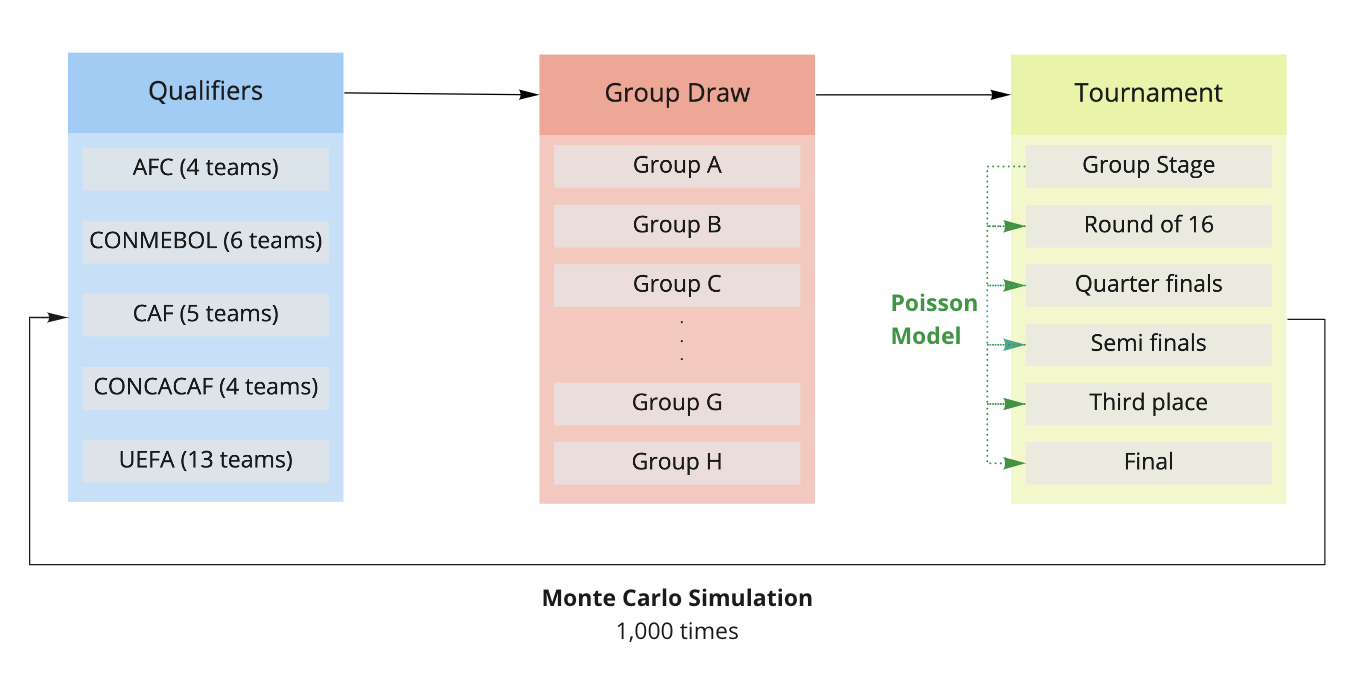 Qualifiers
AFC (4 teams)
CONMEBOL (6 teams)
CAF (5 teams)
CONCACAF (4 teams)
UEFA (13 teams)
Group Draw
Group A
Group B
Group C
.
.
.
Group G
Group H
Tournament
Group Stage
Round of 16
Quarter finals
Semi finals
Third place
Final
Poisson
Model
Monte Carlo Simulation
1,000 times